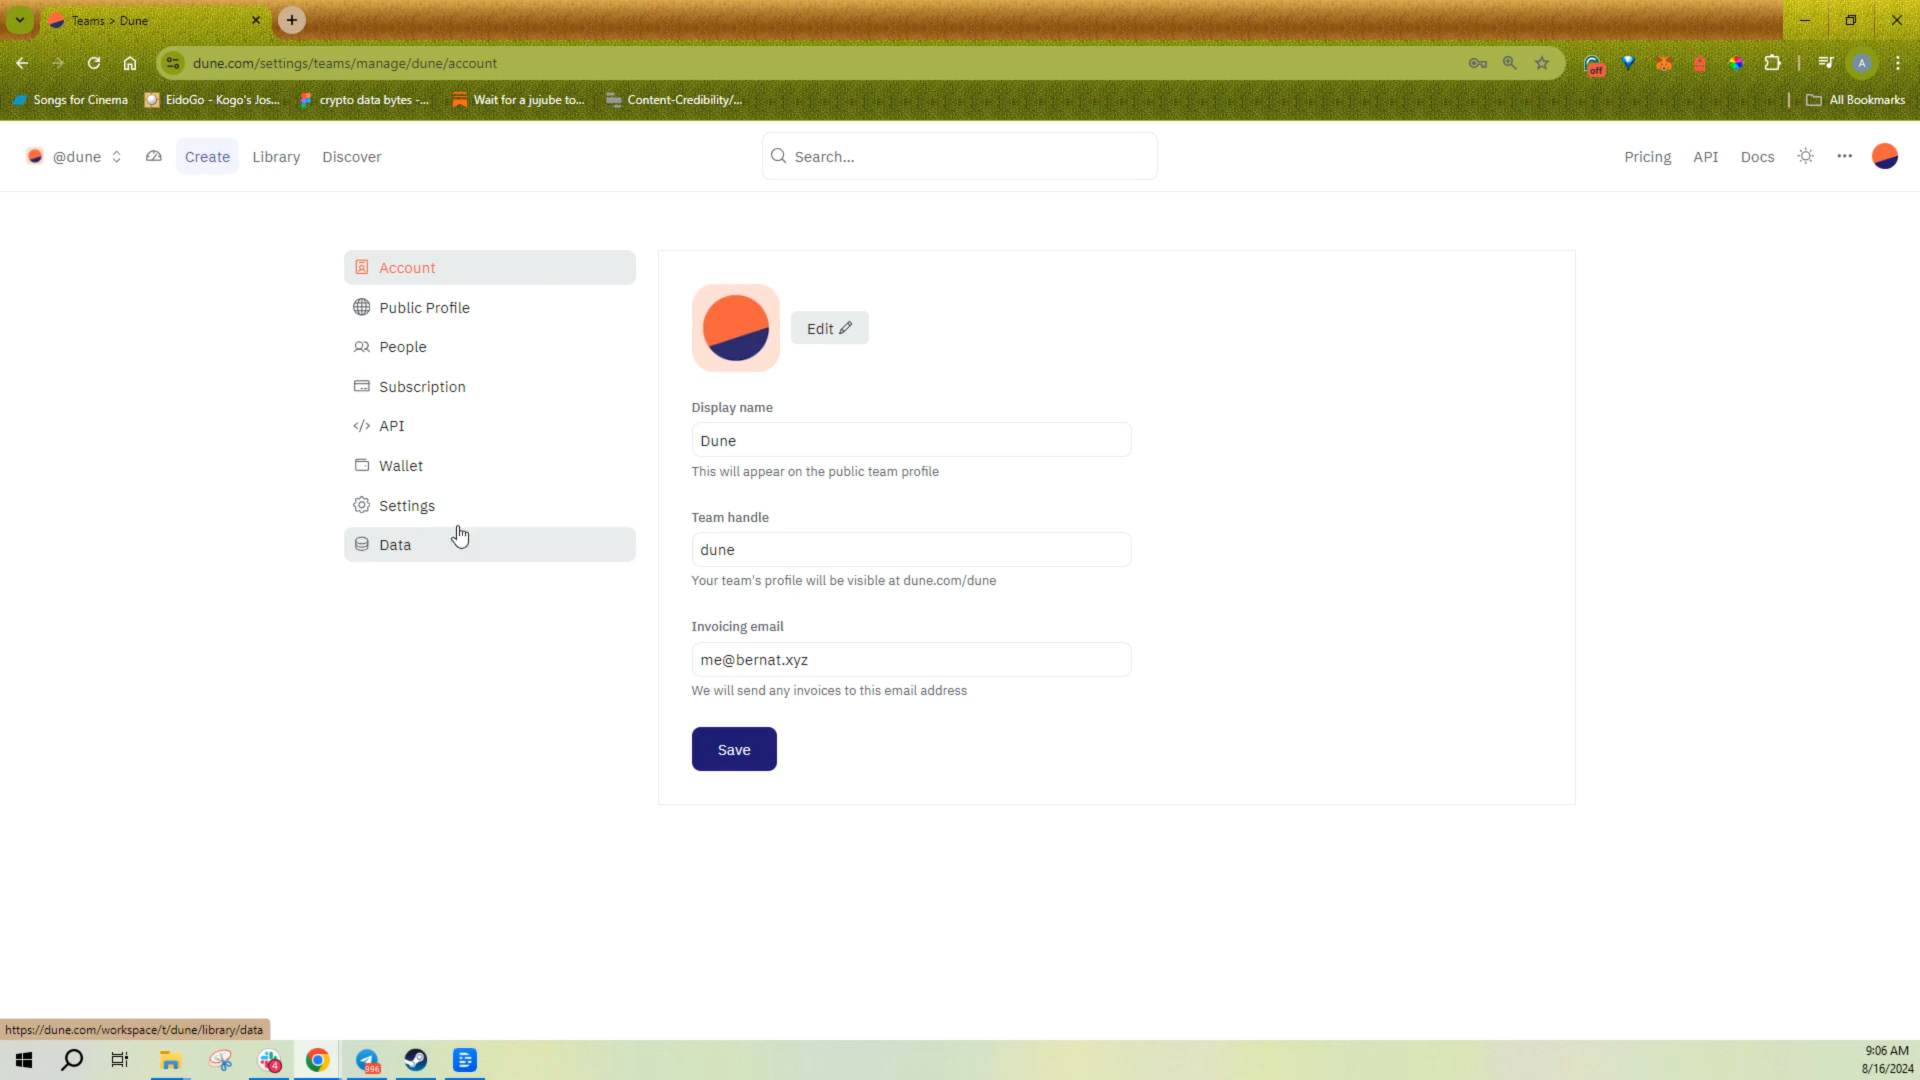 Teams > Dune
dune.com/settings/teams/manage/dune/account
off
A
Songs for Cinema
EidoGo - Kogo's Jos...
crypto data bytes -...
Wait for a jujube to...
Content-Credibility/...
All Bookmarks
@dune
Create
Library
Discover
Search...
Pricing
API
Docs
Account
Public Profile
People
Subscription
API
Wallet
Settings
Data
Edit
Display name
Dune
This will appear on the public team profile
Team handle
dune
Your team's profile will be visible at dune.com/dune
Invoicing email
me@bernat.xyz
We will send any invoices to this email address
Save
https://dune.com/workspace/t/dune/library/data
4
996
9:06 AM
8/16/2024